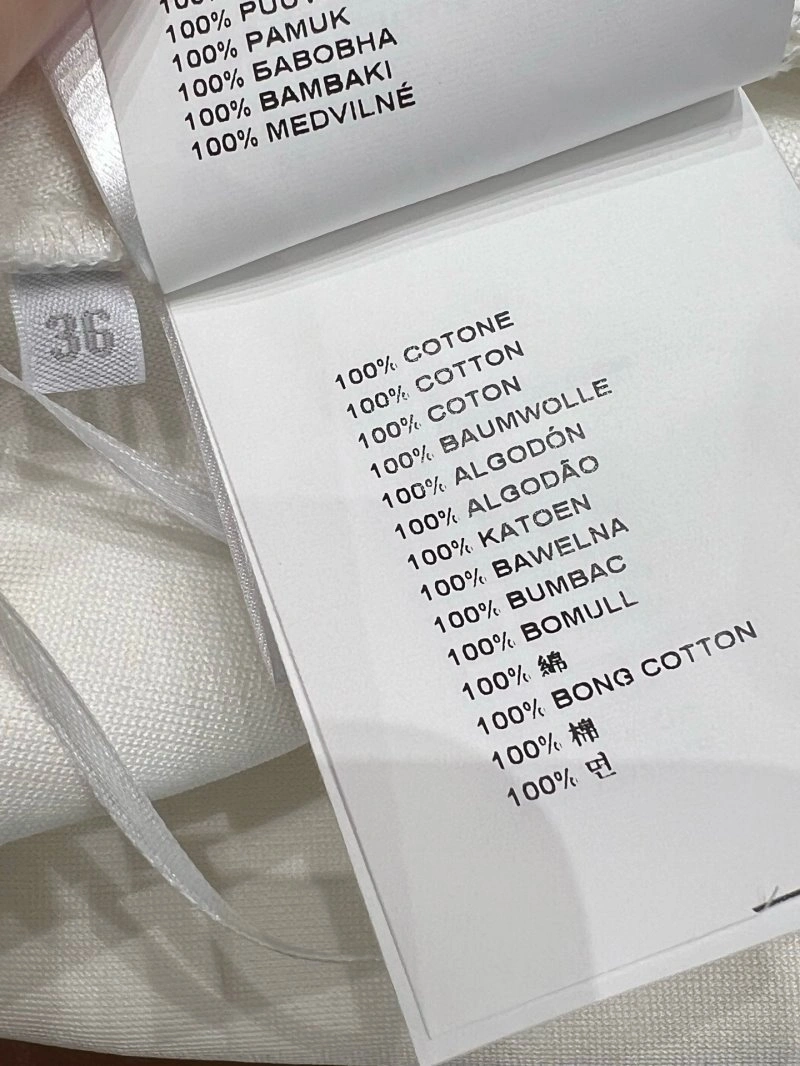 100% PAMUK
100% БАВОВНА
100% BAMBAKI
100% MEDVILNÉ
36
100% COTONE
100% COTTON
100% COTON
100% BAUMWOLLE
100% ALGODÓN
100% ALGODÃO
100% KATOEN
100% BAWELNA
100% BUMBAC
100% BOMULL
100% 綿
100% BONG COTTON
100% 棉
100% 면